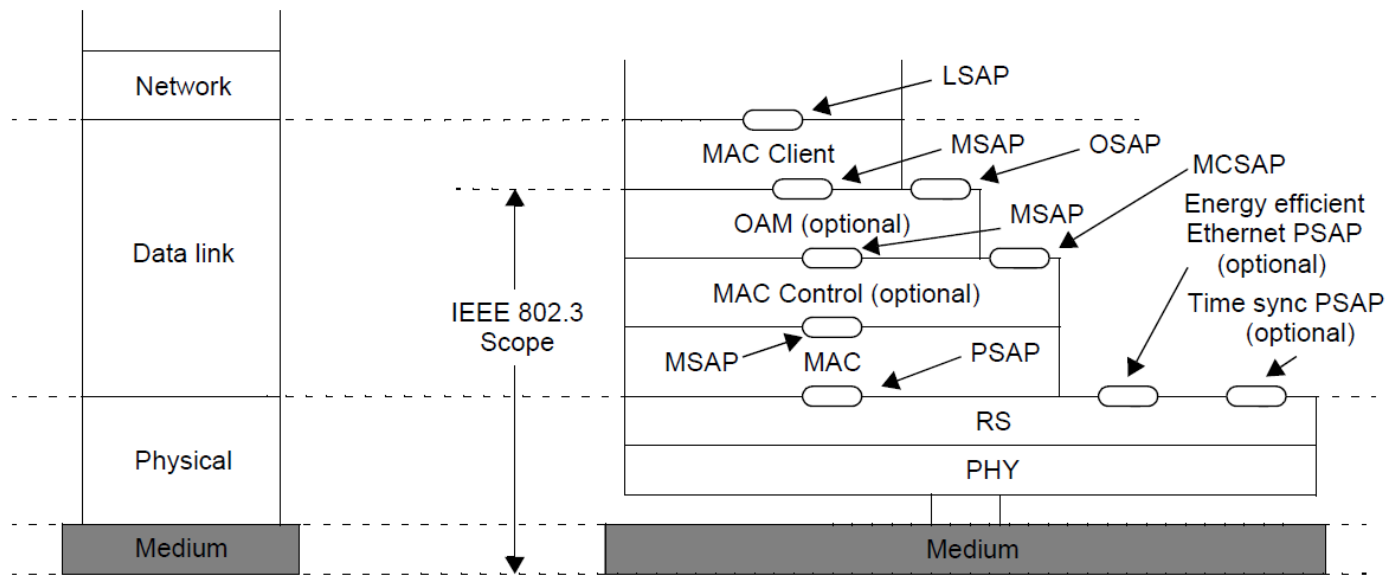 Network
Data link
Physical
Medium
IEEE 802.3
Scope
LSAP
MAC Client
MSAP
OSAP
MCSAP
OAM (optional)
MSAP
Energy efficient
Ethernet PSAP
(optional)
MAC Control (optional)
Time sync PSAP
(optional)
MSAP
MAC
PSAP
RS
PHY
Medium